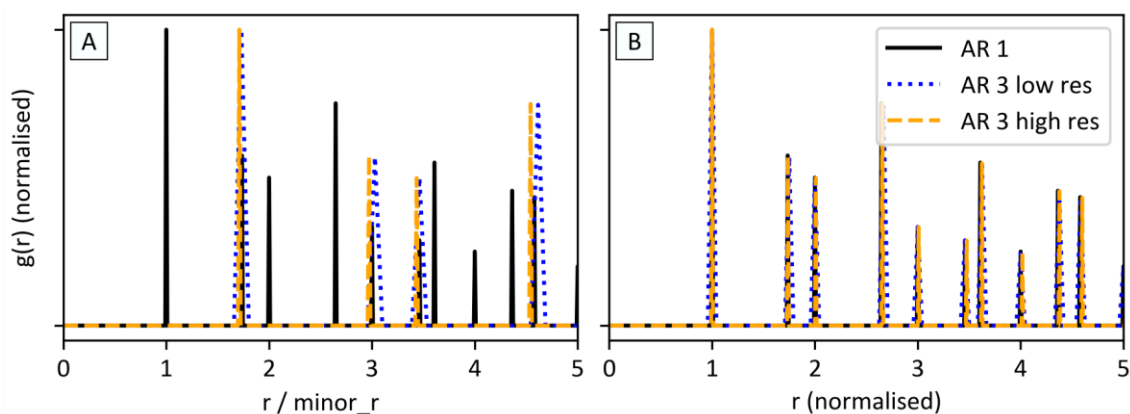 A
B
AR 1
AR 3 low res
AR 3 high res
g(r) (normalised)
0 1 2 3 4 5
0 1 2 3 4 5
r / minor_r
r (normalised)